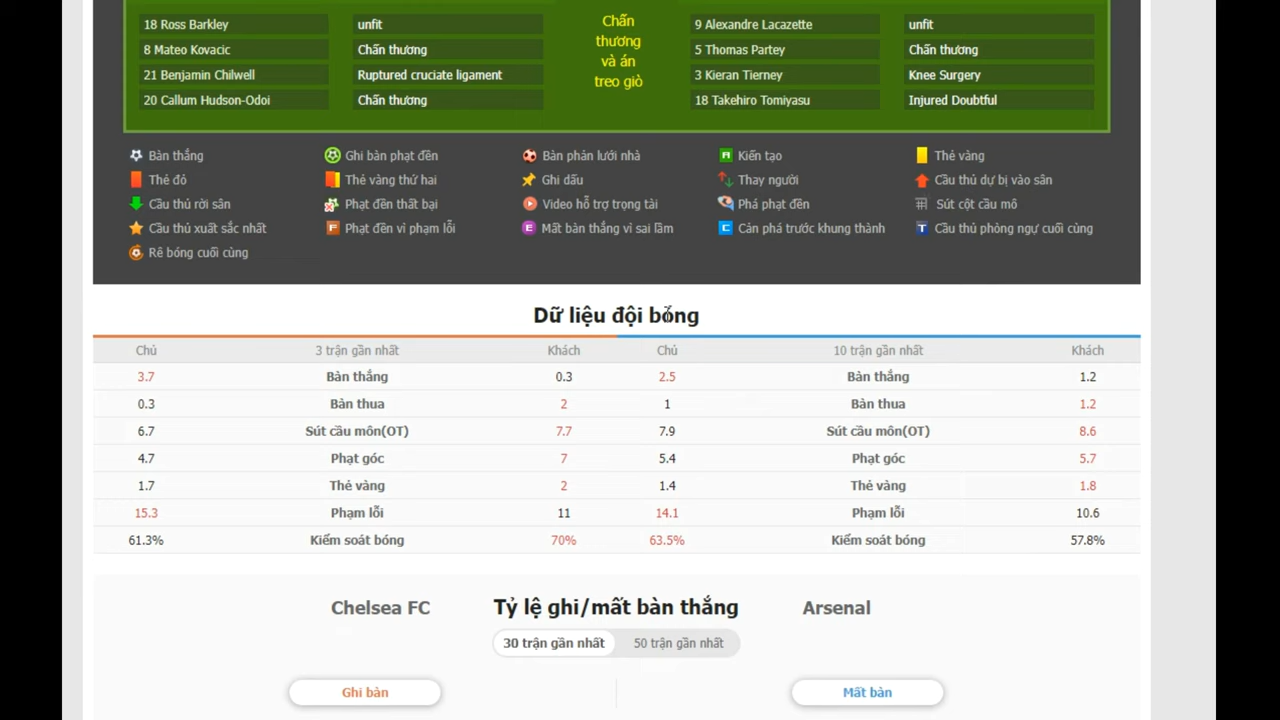 18 Ross Barkley unfit Chấn 9 Alexandre Lacazette unfit
8 Mateo Kovacic Chấn thương thương 5 Thomas Partey Chấn thương
21 Benjamin Chilwell Ruptured cruciate ligament và án 3 Kieran Tierney Knee Surgery
20 Callum Hudson-Odoi Chấn thương treo giò 18 Takehiro Tomiyasu Injured Doubtful
Bàn thắng Ghi bàn phạt đền Bàn phản lưới nhà Kiến tạo Thẻ vàng
Thẻ đỏ Thẻ vàng thứ hai Ghi dấu Thay người Cầu thủ dự bị vào sân
Cầu thủ rời sân Phạt đền thất bại Video hỗ trợ trọng tài Phá phạt đền Sút cột cầu mô
Cầu thủ xuất sắc nhất F Phạt đền vì phạm lỗi E Mất bàn thắng vì sai lầm C Cản phá trước khung thành T Cầu thủ phòng ngự cuối cùng
Rê bóng cuối cùng
Dữ liệu đội bóng
Chủ 3 trận gần nhất Khách Chủ 10 trận gần nhất Khách
3.7 Bàn thắng 0.3 2.5 Bàn thắng 1.2
0.3 Bàn thua 2 1 Bàn thua 1.2
6.7 Sút cầu môn(OT) 7.7 7.9 Sút cầu môn(OT) 8.6
4.7 Phạt góc 7 5.4 Phạt góc 5.7
1.7 Thẻ vàng 2 1.4 Thẻ vàng 1.8
15.3 Phạm lỗi 11 14.1 Phạm lỗi 10.6
61.3% Kiểm soát bóng 70% 63.5% Kiểm soát bóng 57.8%
Chelsea FC Tỷ lệ ghi/mất bàn thắng Arsenal
30 trận gần nhất 50 trận gần nhất
Ghi bàn Mất bàn